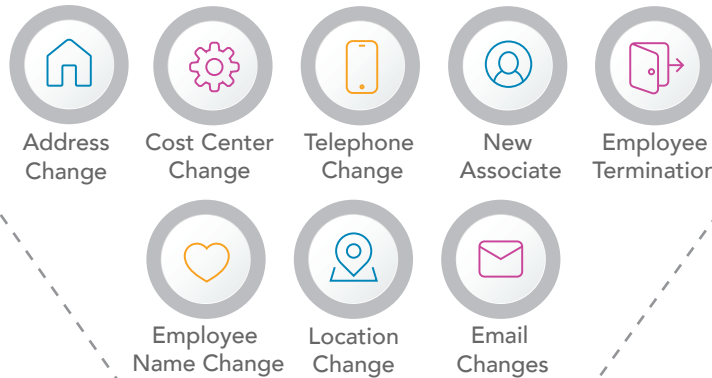 Address
Change
Cost Center
Change
Telephone
Change
New
Associate
Employee
Termination
Employee
Name Change
Location
Change
Email
Changes